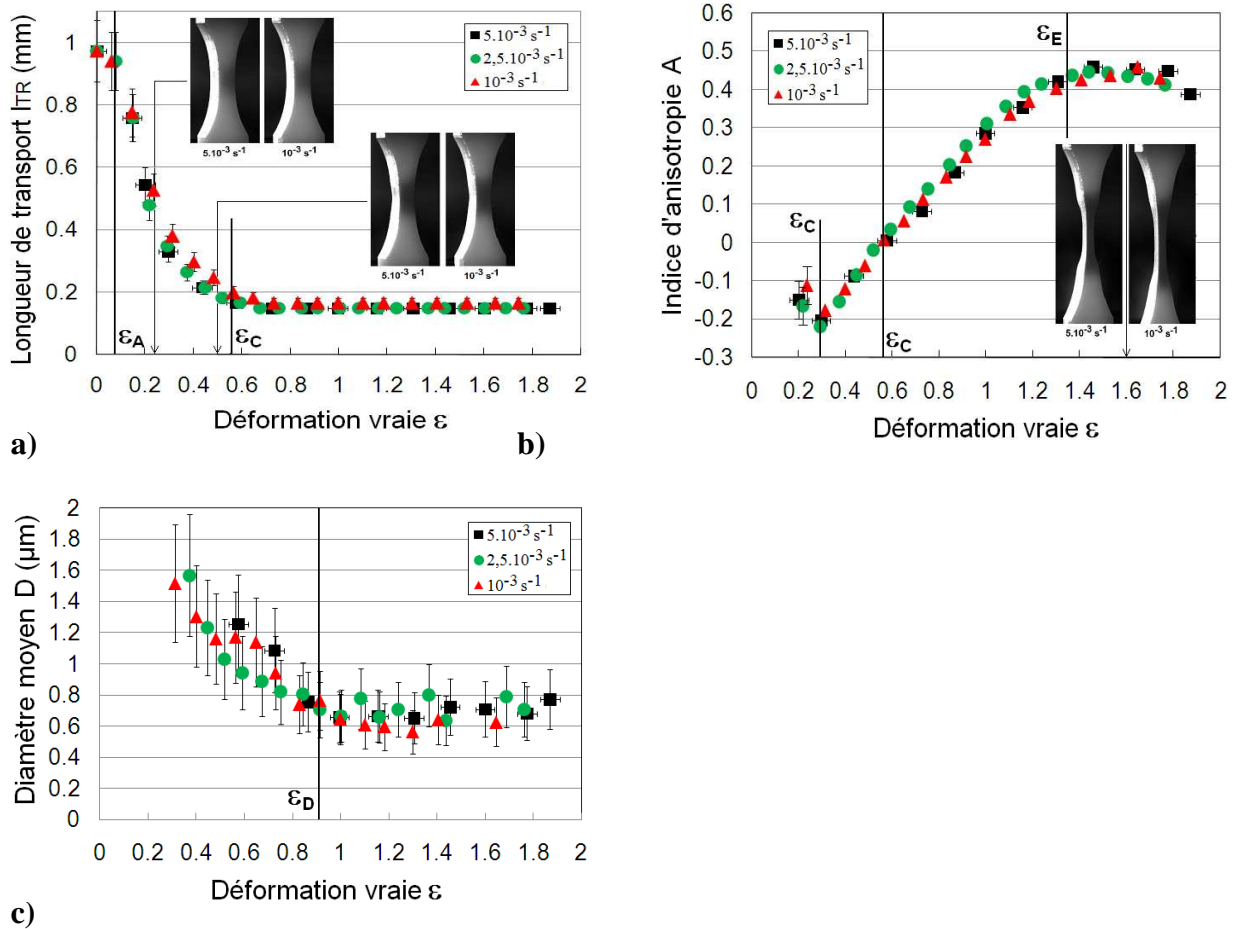 Longueur de transport lTR (mm)
1
0.8
0.6
0.4
0.2
0
5.10-3 s-1
2,5.10-3 s-1
10-3 s-1
5.10-3 s-1
10-3 s-1
5.10-3 s-1
10-3 s-1
εA
εC
0 0.2 0.4 0.6 0.8 1 1.2 1.4 1.6 1.8 2
Déformation vraie ε
a)
Indice d'anisotropie A
0.6
0.5
0.4
0.3
0.2
0.1
0
-0.1
-0.2
-0.3
5.10-3 s-1
2,5.10-3 s-1
10-3 s-1
εE
εC
εC
5.10-3 s-1
10-3 s-1
0 0.2 0.4 0.6 0.8 1 1.2 1.4 1.6 1.8 2
Déformation vraie ε
b)
Diamètre moyen D (µm)
2
1.8
1.6
1.4
1.2
1
0.8
0.6
0.4
0.2
0
5.10-3 s-1
2,5.10-3 s-1
10-3 s-1
εD
0 0.2 0.4 0.6 0.8 1 1.2 1.4 1.6 1.8 2
Déformation vraie ε
c)